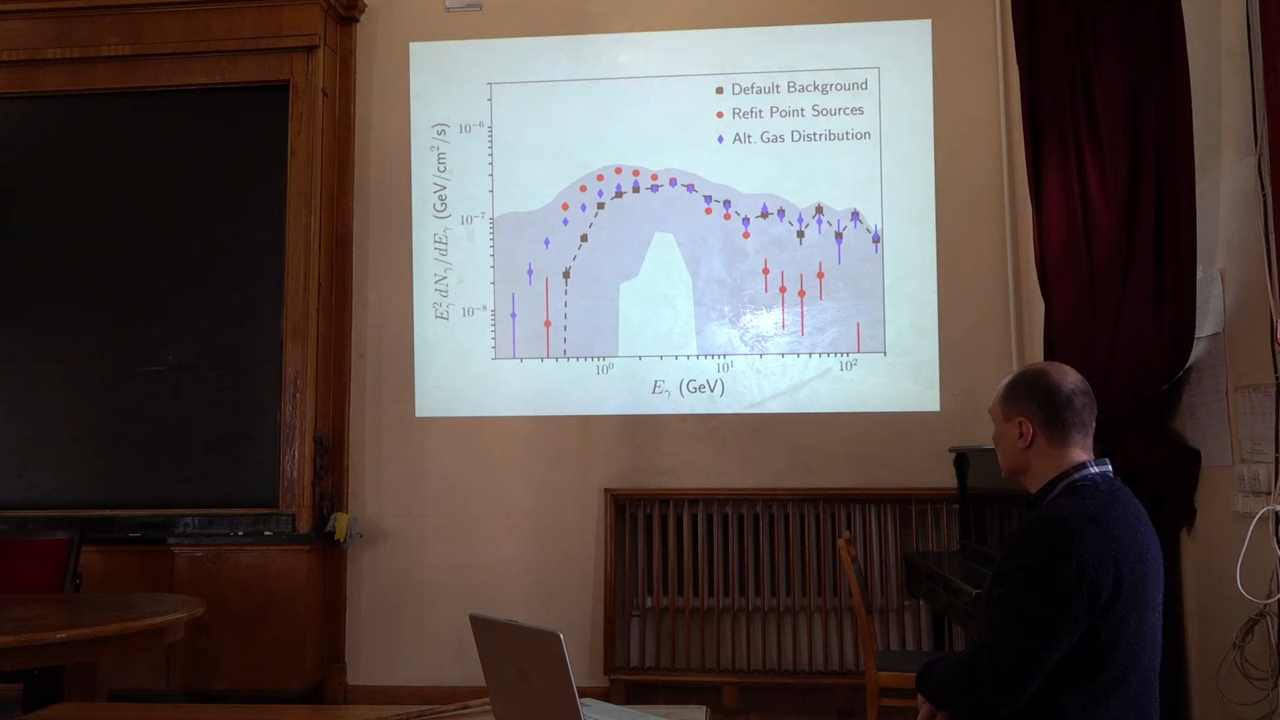 Default Background
Refit Point Sources
Alt. Gas Distribution
E²γ dNγ/dEγ (GeV/cm²/s)
10⁻⁶
10⁻⁷
10⁻⁸
10⁰
10¹
10²
Eγ (GeV)